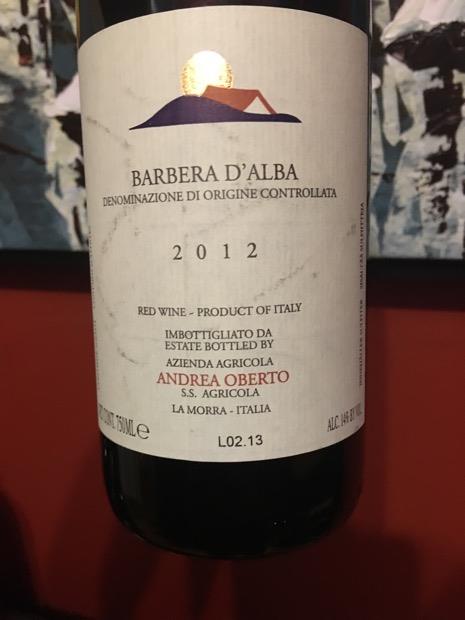 BARBERA D'ALBA
DENOMINAZIONE DI ORIGINE CONTROLLATA
2012
RED WINE - PRODUCT OF ITALY
IMBOTTIGLIATO DA
ESTATE BOTTLED BY
AZIENDA AGRICOLA
ANDREA OBERTO
S.S. AGRICOLA
LA MORRA - ITALIA
CONT. 750ML e
ALC. 14% BY VOL.
L02.13